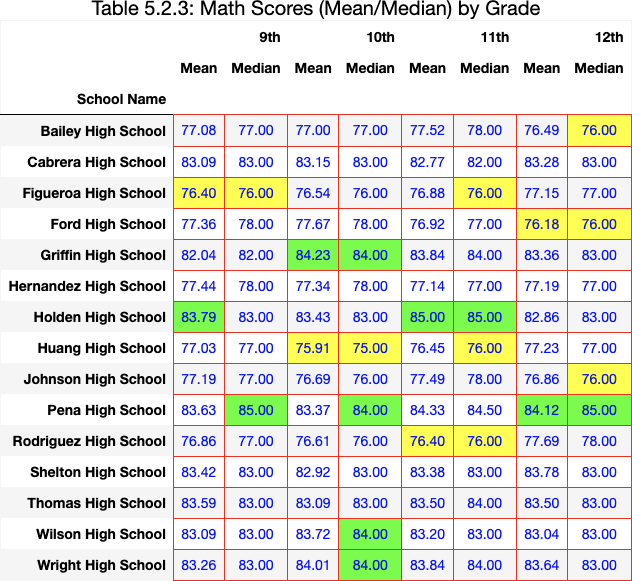 Table 5.2.3: Math Scores (Mean/Median) by Grade
9th 10th 11th 12th
Mean Median Mean Median Mean Median Mean Median
School Name
Bailey High School 77.08 77.00 77.00 77.00 77.52 78.00 76.49 76.00
Cabrera High School 83.09 83.00 83.15 83.00 82.77 82.00 83.28 83.00
Figueroa High School 76.40 76.00 76.54 76.00 76.88 76.00 77.15 77.00
Ford High School 77.36 78.00 77.67 78.00 76.92 77.00 76.18 76.00
Griffin High School 82.04 82.00 84.23 84.00 83.84 84.00 83.36 83.00
Hernandez High School 77.44 78.00 77.34 78.00 77.14 77.00 77.19 77.00
Holden High School 83.79 83.00 83.43 83.00 85.00 85.00 82.86 83.00
Huang High School 77.03 77.00 75.91 75.00 76.45 76.00 77.23 77.00
Johnson High School 77.19 77.00 76.69 76.00 77.49 78.00 76.86 76.00
Pena High School 83.63 85.00 83.37 84.00 84.33 84.50 84.12 85.00
Rodriguez High School 76.86 77.00 76.61 76.00 76.40 76.00 77.69 78.00
Shelton High School 83.42 83.00 82.92 83.00 83.38 83.00 83.78 83.00
Thomas High School 83.59 83.00 83.09 83.00 83.50 84.00 83.50 83.00
Wilson High School 83.09 83.00 83.72 84.00 83.20 83.00 83.04 83.00
Wright High School 83.26 83.00 84.01 84.00 83.84 84.00 83.64 83.00